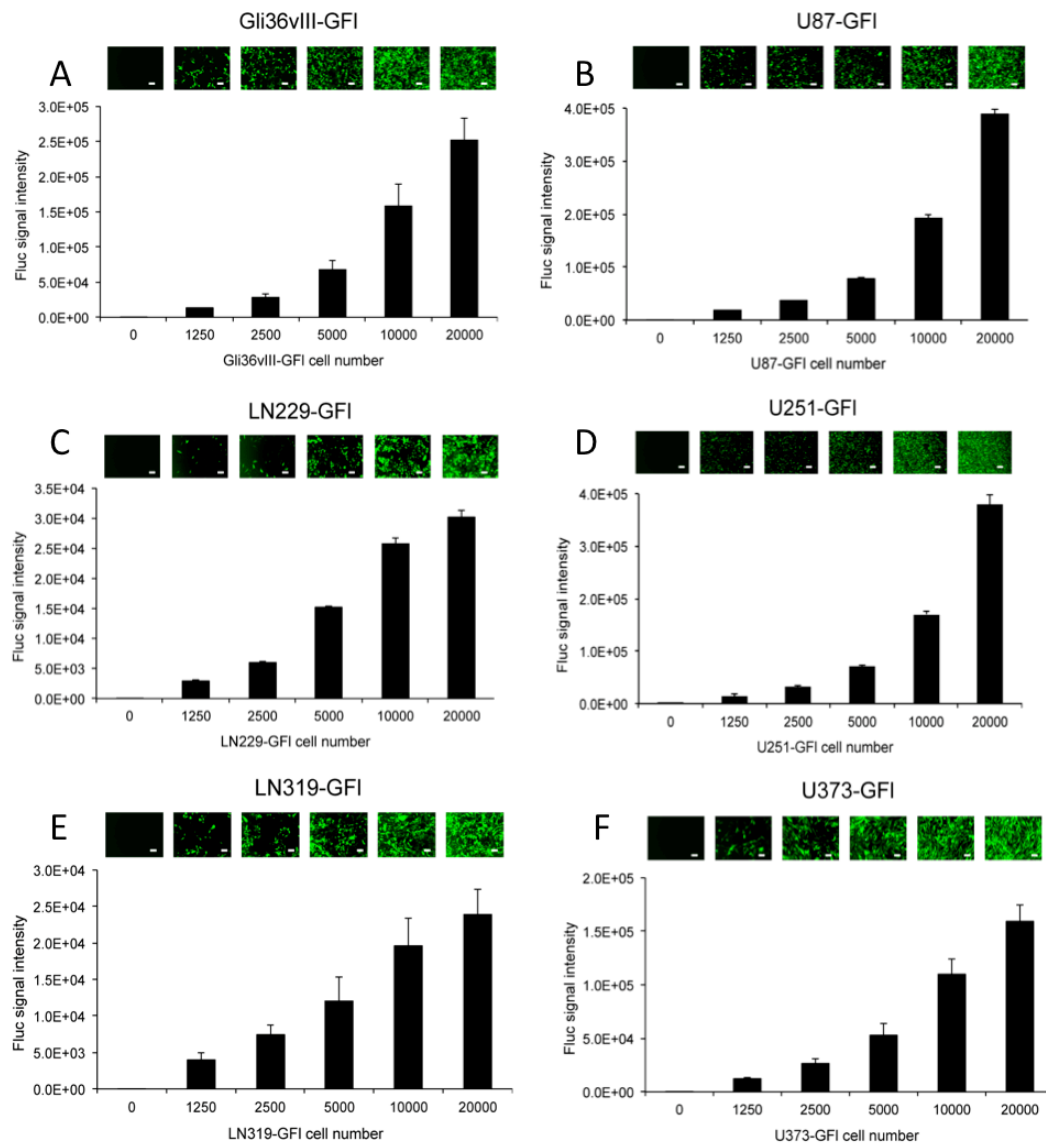 Gli36vIII-GFI
A
3.0E+05
2.5E+05
2.0E+05
1.5E+05
1.0E+05
5.0E+04
0.0E+00
Fluc signal intensity
0 1250 2500 5000 10000 20000
Gli36vIII-GFI cell number
U87-GFI
B
4.0E+05
3.0E+05
2.0E+05
1.0E+05
0.0E+00
Fluc signal intensity
0 1250 2500 5000 10000 20000
U87-GFI cell number
LN229-GFI
C
3.5E+04
3.0E+04
2.5E+04
2.0E+04
1.5E+04
1.0E+04
5.0E+03
0.0E+00
Fluc signal intensity
0 1250 2500 5000 10000 20000
LN229-GFI cell number
U251-GFI
D
4.0E+05
3.0E+05
2.0E+05
1.0E+05
0.0E+00
Fluc signal intensity
0 1250 2500 5000 10000 20000
U251-GFI cell number
LN319-GFI
E
3.0E+04
2.5E+04
2.0E+04
1.5E+04
1.0E+04
5.0E+03
0.0E+00
Fluc signal intensity
0 1250 2500 5000 10000 20000
LN319-GFI cell number
U373-GFI
F
2.0E+05
1.5E+05
1.0E+05
5.0E+04
0.0E+00
Fluc signal intensity
0 1250 2500 5000 10000 20000
U373-GFI cell number